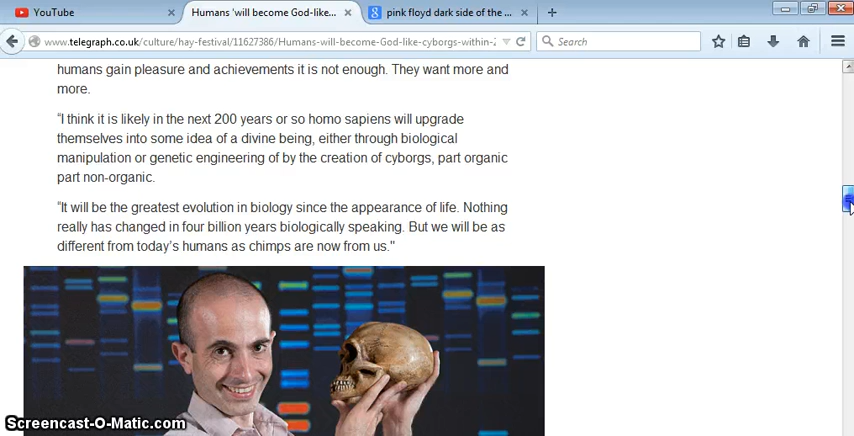 YouTube
Humans 'will become God-like...
pink floyd dark side of the ...
www.telegraph.co.uk/culture/hay-festival/11627386/Humans-will-become-God-like-cyborgs-within-2
Search
humans gain pleasure and achievements it is not enough. They want more and
more.
"I think it is likely in the next 200 years or so homo sapiens will upgrade
themselves into some idea of a divine being, either through biological
manipulation or genetic engineering of by the creation of cyborgs, part organic
part non-organic.
"It will be the greatest evolution in biology since the appearance of life. Nothing
really has changed in four billion years biologically speaking. But we will be as
different from today's humans as chimps are now from us."
Screencast-O-Matic.com